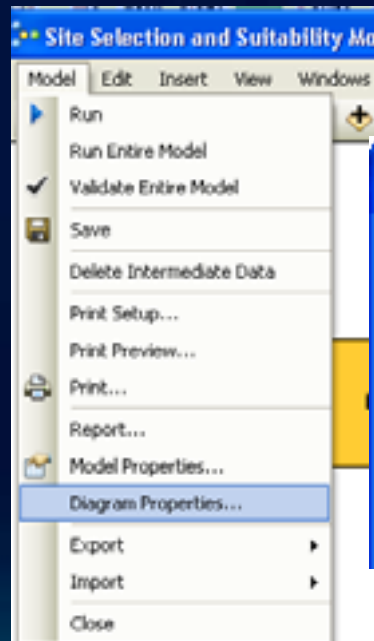 Site Selection and Suitability Mo
Model Edit Insert View Windows
Run
Run Entire Model
Validate Entire Model
Save
Delete Intermediate Data
Print Setup...
Print Preview...
Print...
Report...
Model Properties...
Diagram Properties...
Export
Import
Close